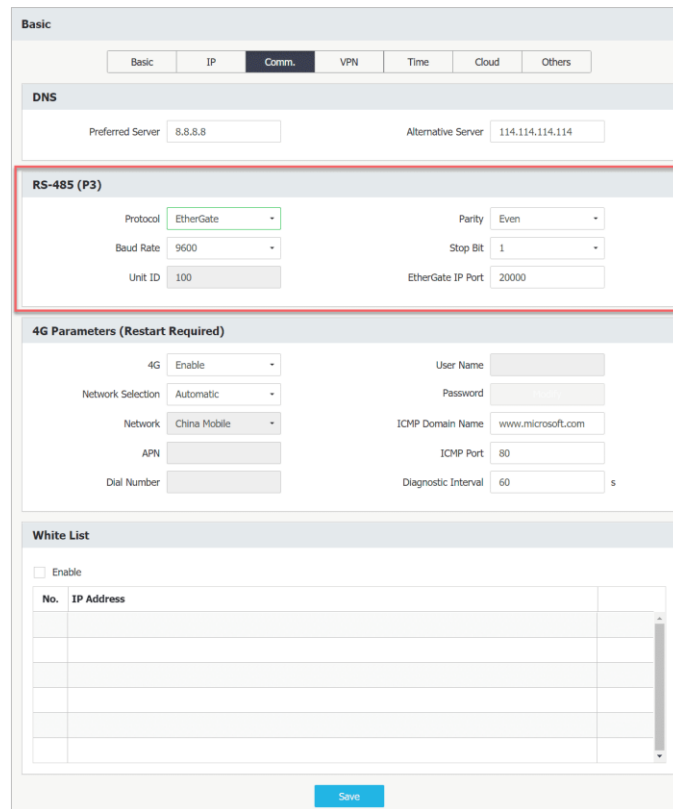 Basic
Basic IP Comm. VPN Time Cloud Others
DNS
Preferred Server 8.8.8.8 Alternative Server 114.114.114.114
RS-485 (P3)
Protocol EtherGate Parity Even
Baud Rate 9600 Stop Bit 1
Unit ID 100 EtherGate IP Port 20000
4G Parameters (Restart Required)
4G Enable User Name
Network Selection Automatic Password
Network China Mobile ICMP Domain Name www.microsoft.com
APN ICMP Port 80
Dial Number Diagnostic Interval 60 s
White List
Enable
No. IP Address
Save